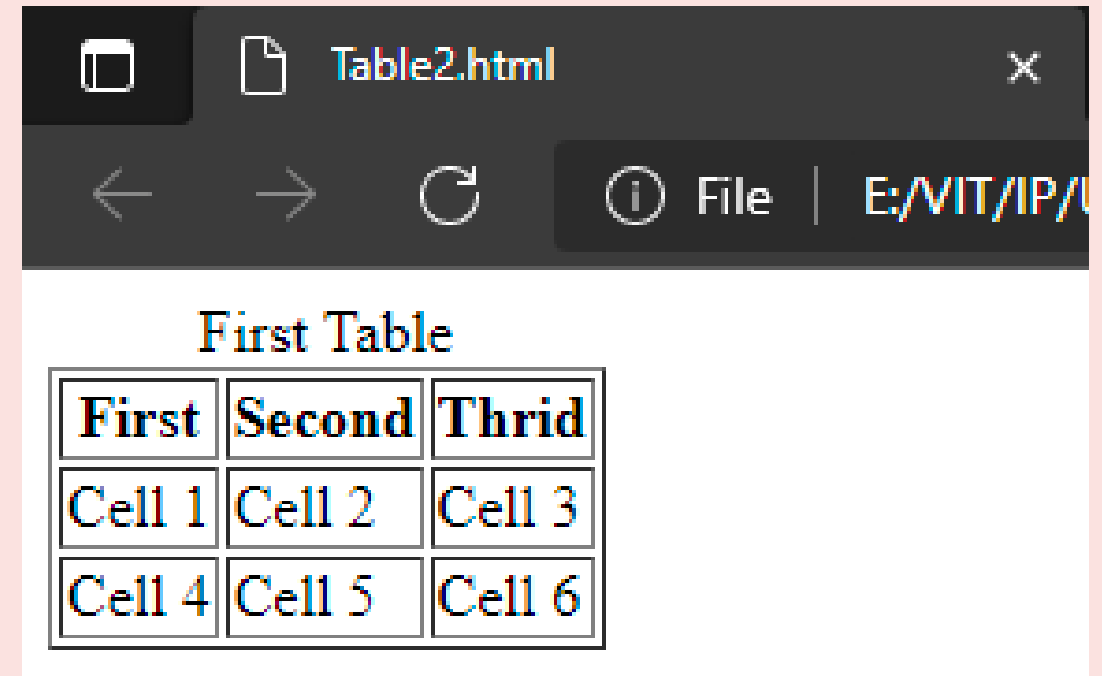 Table2.html
File | E:/VIT/IP/
First Table
First Second Thrid
Cell 1 Cell 2 Cell 3
Cell 4 Cell 5 Cell 6